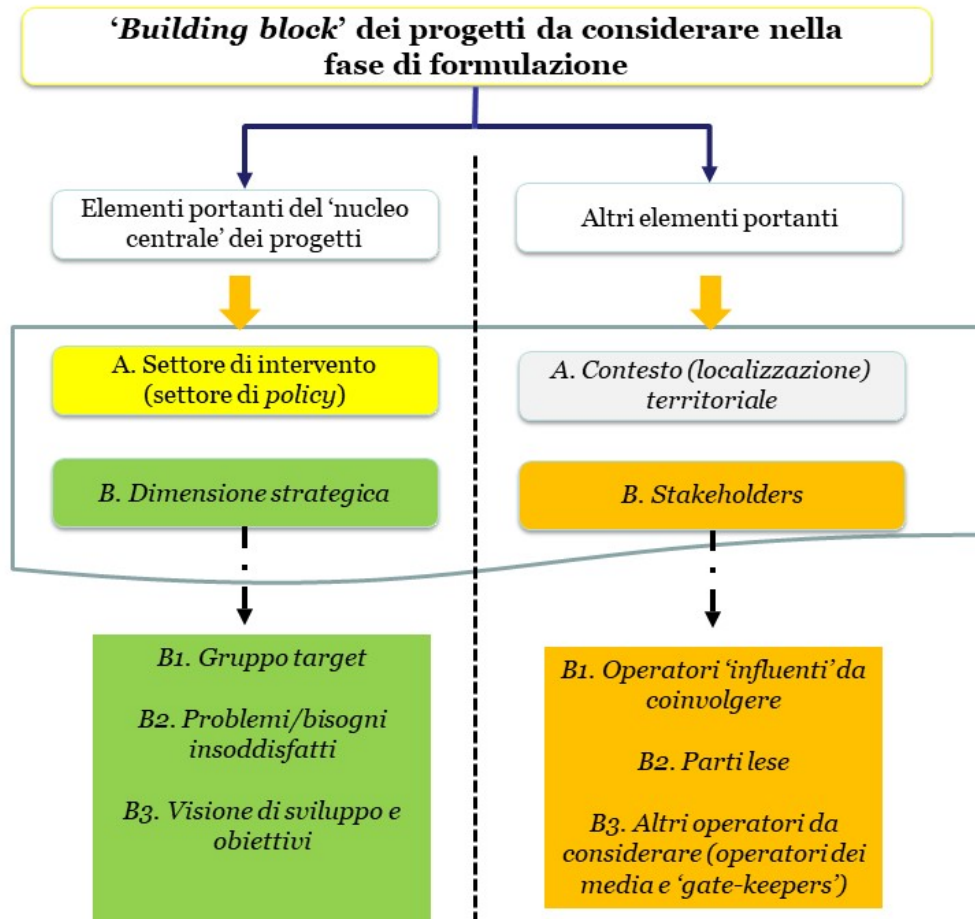 ‘Building block’ dei progetti da considerare nella
fase di formulazione
Elementi portanti del ‘nucleo
centrale’ dei progetti
Altri elementi portanti
A. Settore di intervento
(settore di policy)
A. Contesto (localizzazione)
territoriale
B. Dimensione strategica
B. Stakeholders
B1. Gruppo target
B2. Problemi/bisogni
insoddisfatti
B3. Visione di sviluppo e
obiettivi
B1. Operatori ‘influenti’ da
coinvolgere
B2. Parti lese
B3. Altri operatori da
considerare (operatori dei
media e ‘gate-keepers’)